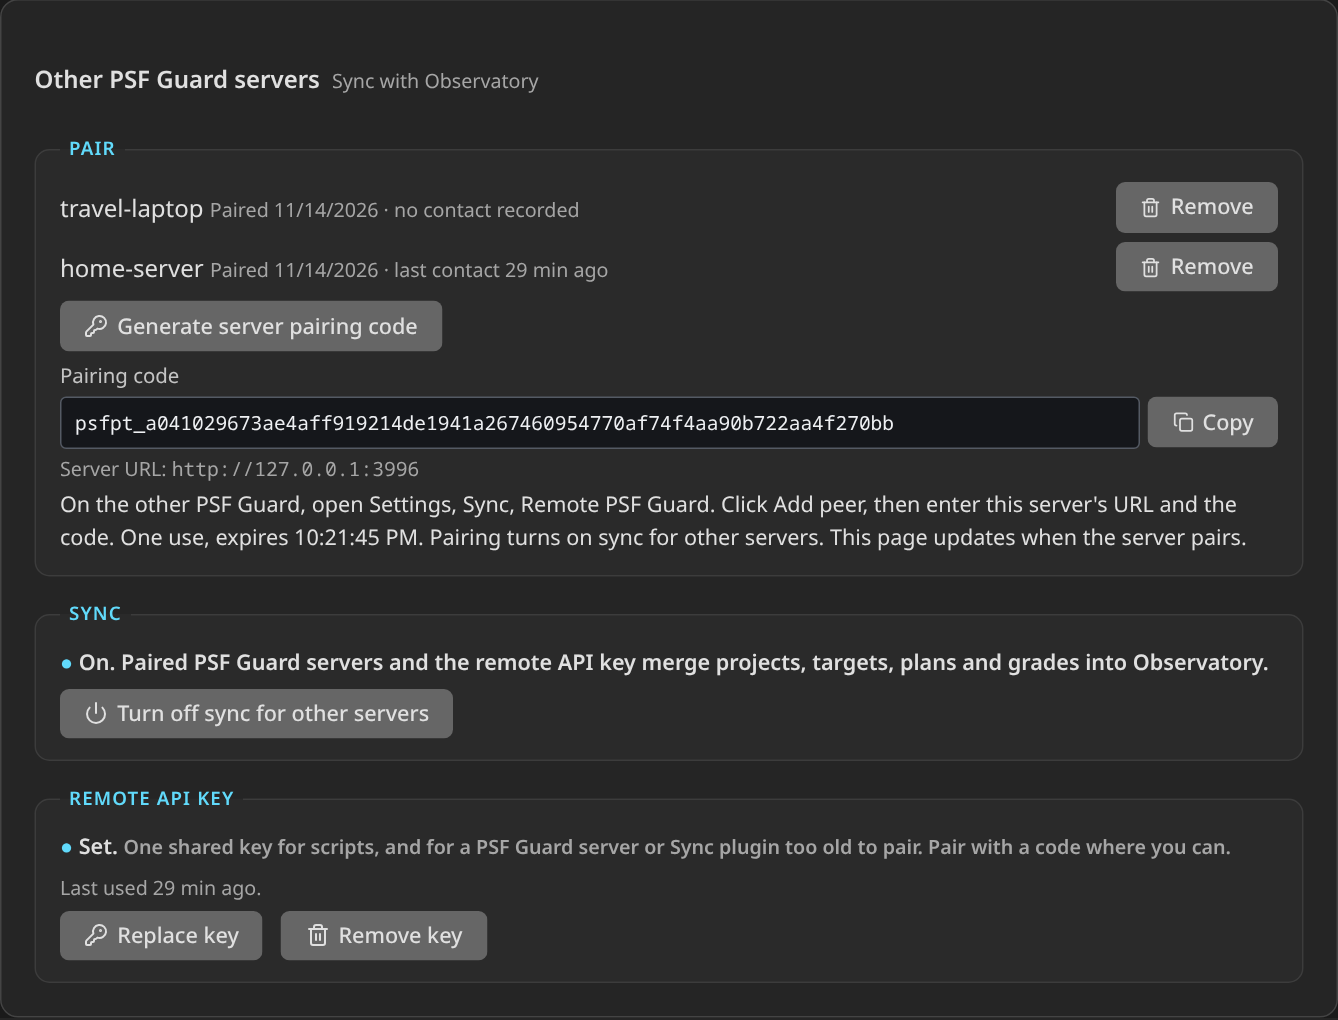 Other PSF Guard servers Sync with Observatory
PAIR
travel-laptop Paired 11/14/2026 · no contact recorded
Remove
home-server Paired 11/14/2026 · last contact 29 min ago
Remove
Generate server pairing code
Pairing code
psfpt_a041029673ae4aff919214de1941a267460954770af74f4aa90b722aa4f270bb
Copy
Server URL: http://127.0.0.1:3996
On the other PSF Guard, open Settings, Sync, Remote PSF Guard. Click Add peer, then enter this server's URL and the
code. One use, expires 10:21:45 PM. Pairing turns on sync for other servers. This page updates when the server pairs.
SYNC
On. Paired PSF Guard servers and the remote API key merge projects, targets, plans and grades into Observatory.
Turn off sync for other servers
REMOTE API KEY
Set. One shared key for scripts, and for a PSF Guard server or Sync plugin too old to pair. Pair with a code where you can.
Last used 29 min ago.
Replace key
Remove key